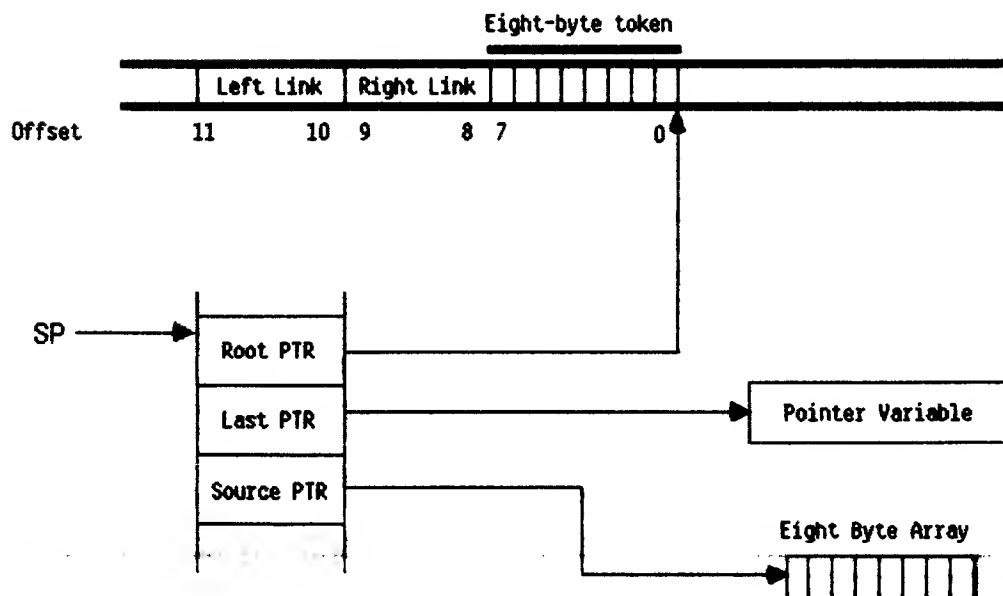 Eight-byte token
Left Link Right Link
Offset 11 10 9 8 7 0
SP
Root PTR
Last PTR
Pointer Variable
Source PTR
Eight Byte Array